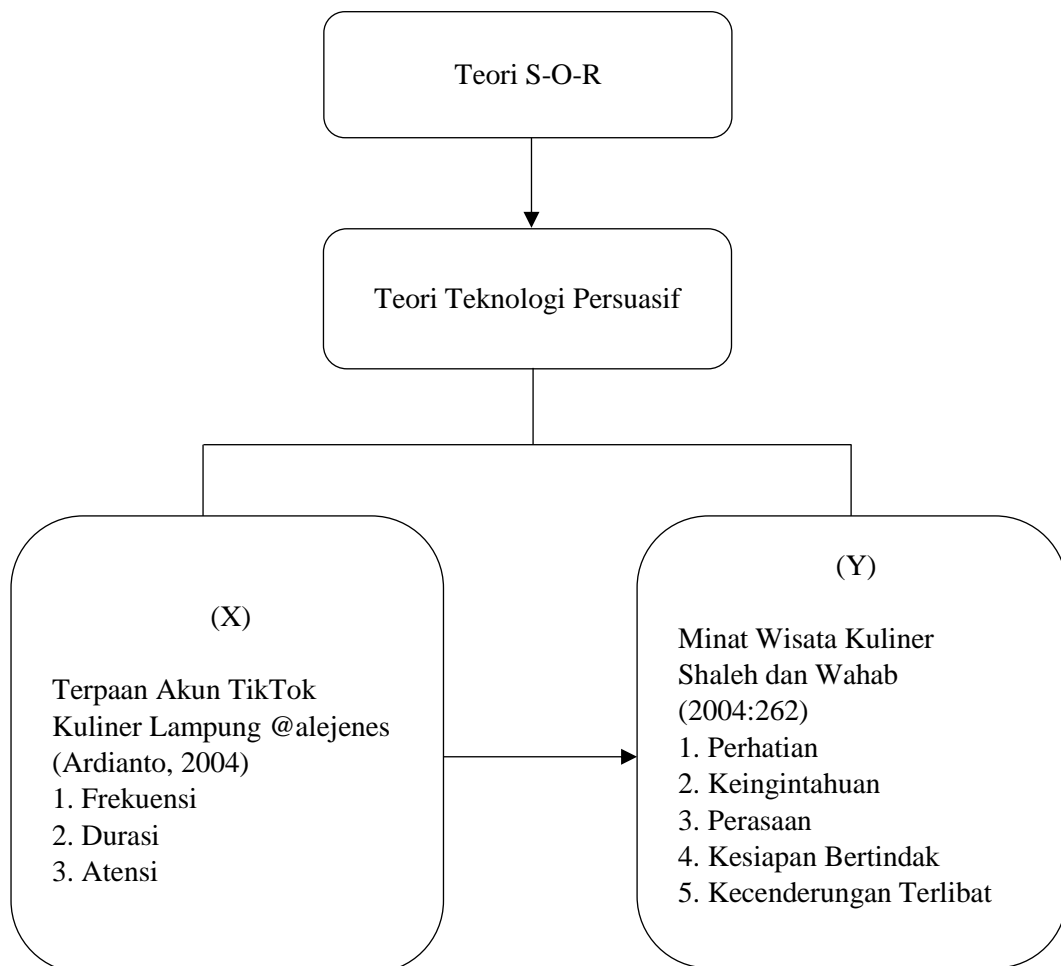 Teori S-O-R
Teori Teknologi Persuasif
(X)
Terpaan Akun TikTok
Kuliner Lampung @alejenes
(Ardianto, 2004)
1. Frekuensi
2. Durasi
3. Atensi
(Y)
Minat Wisata Kuliner
Shaleh dan Wahab
(2004:262)
1. Perhatian
2. Keingintahuan
3. Perasaan
4. Kesiapan Bertindak
5. Kecenderungan Terlibat